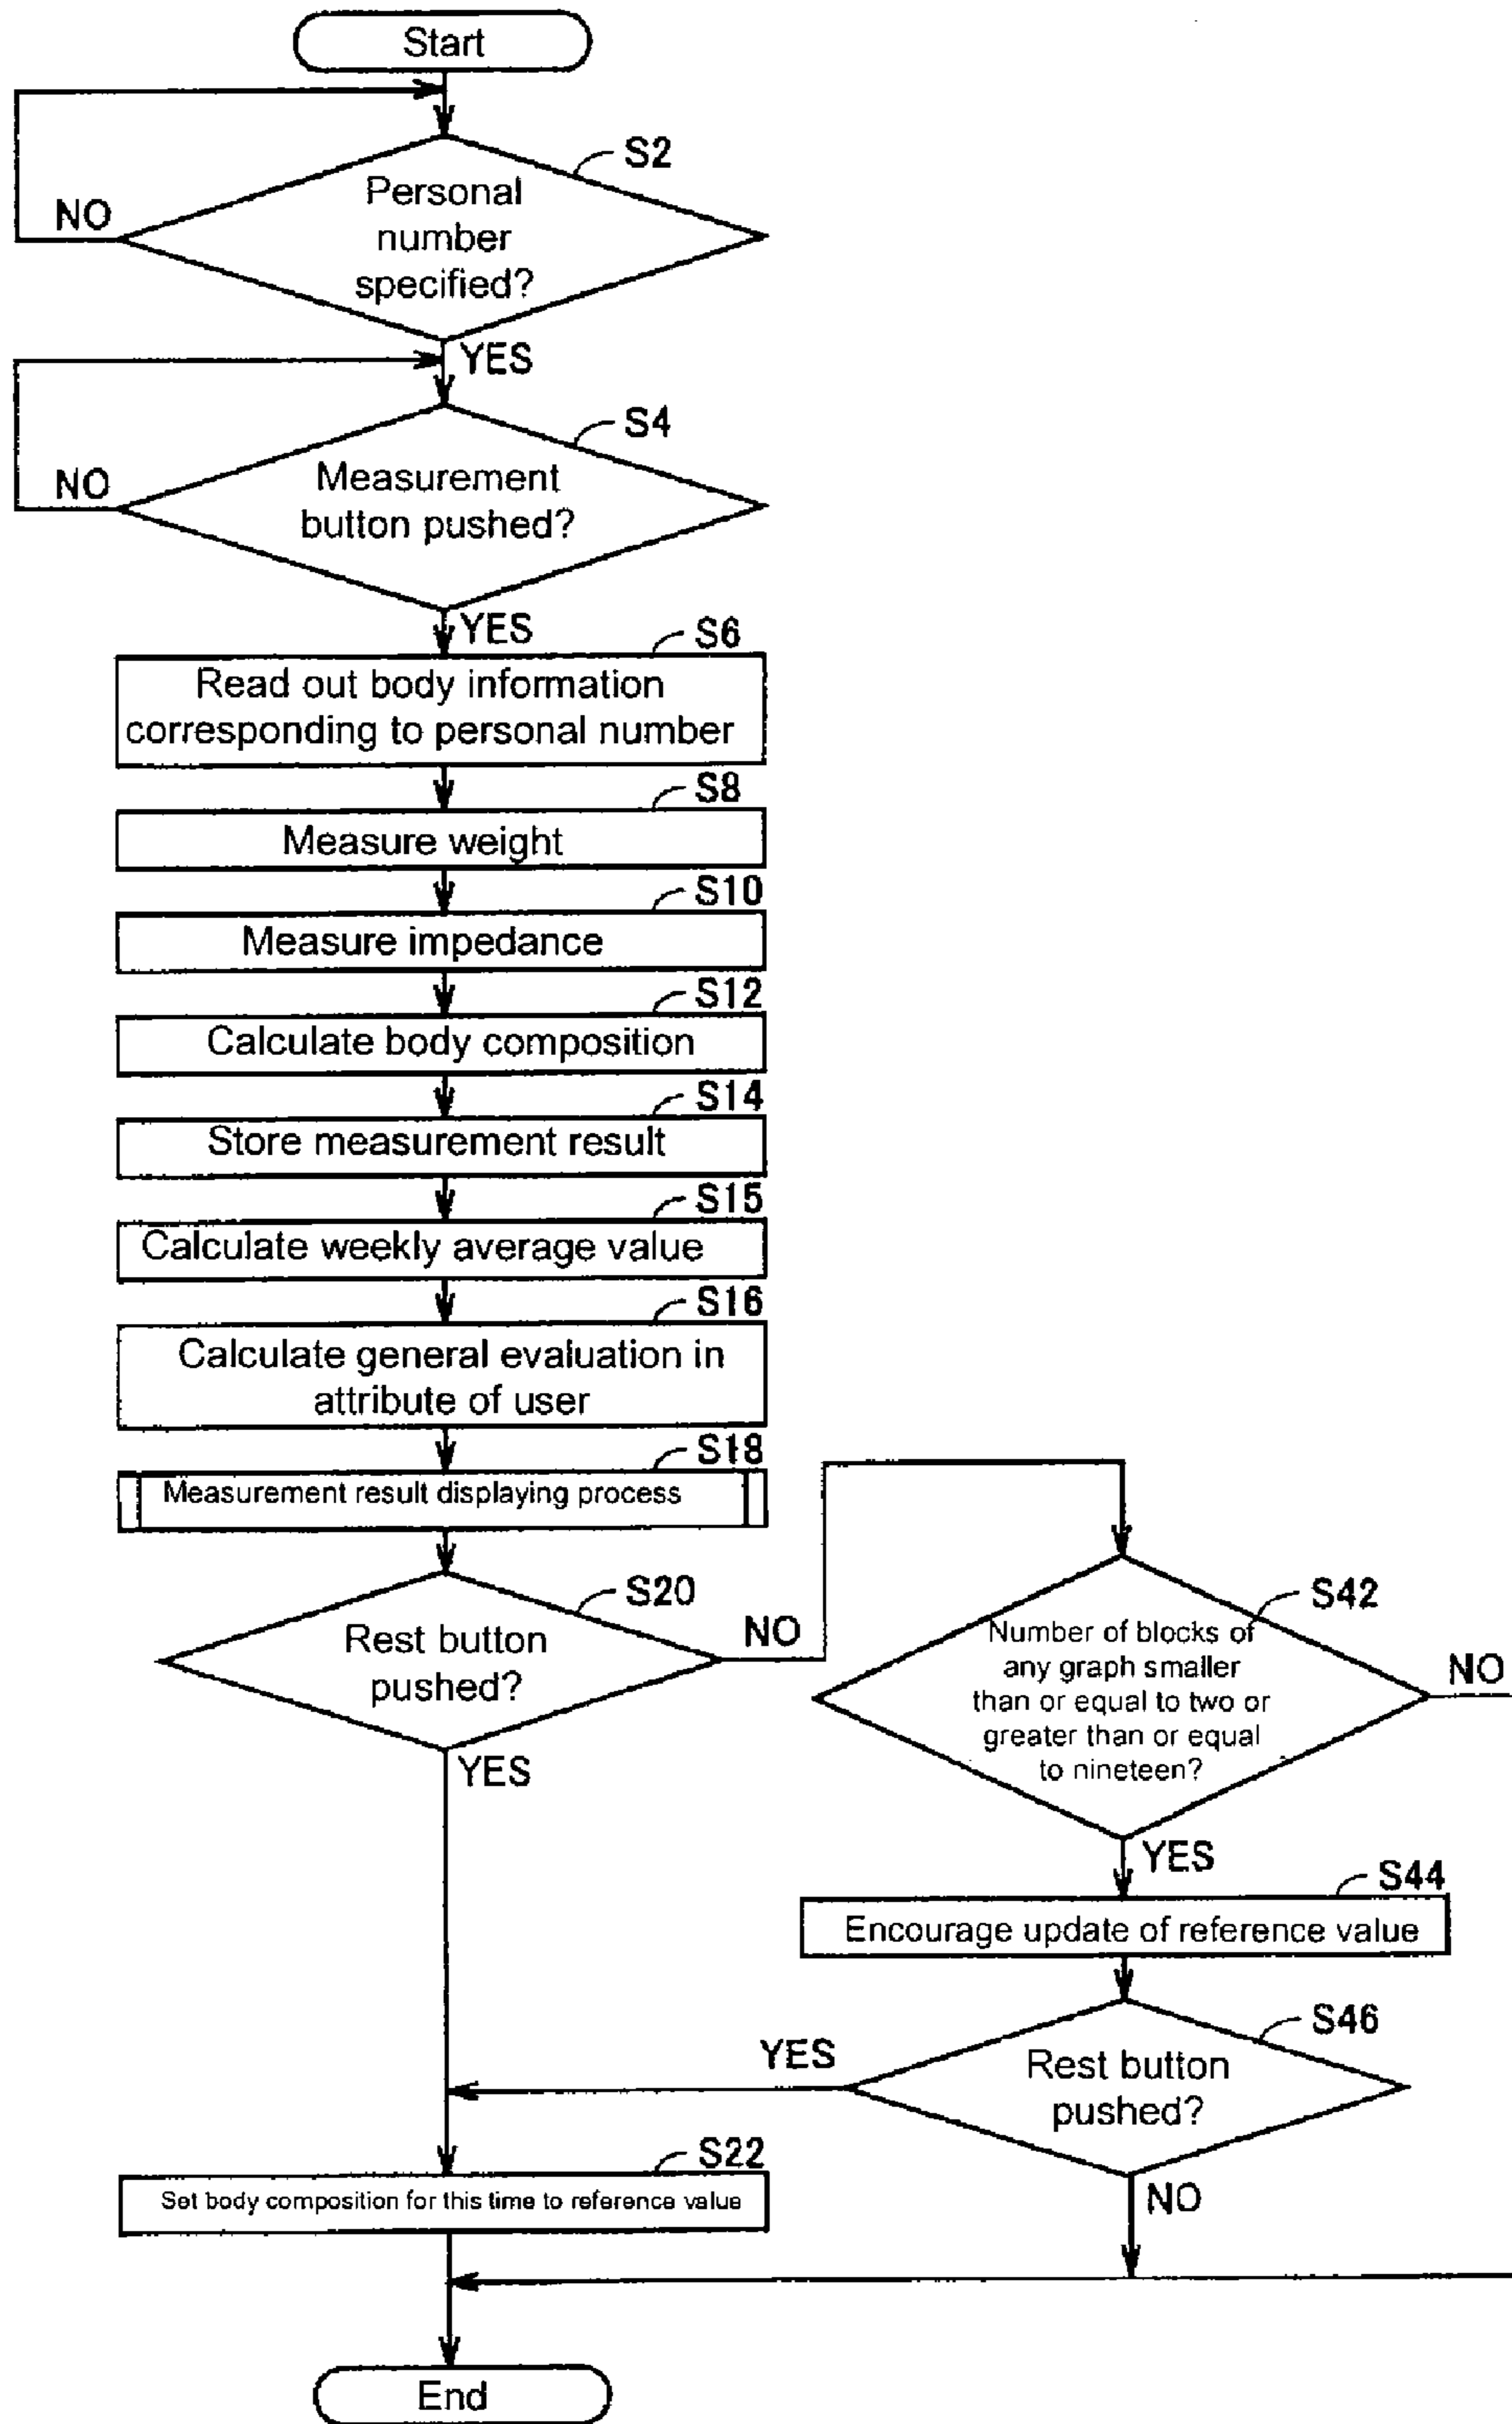 Start
S2
Personal
number
specified?
NO
YES
S4
Measurement
button pushed?
NO
YES
S6
Read out body information
corresponding to personal number
S8
Measure weight
S10
Measure impedance
S12
Calculate body composition
S14
Store measurement result
S15
Calculate weekly average value
S16
Calculate general evaluation in
attribute of user
S18
Measurement result displaying process
S20
Rest button
pushed?
NO
YES
S42
Number of blocks of
any graph smaller
than or equal to two or
greater than or equal
to nineteen?
NO
YES
S44
Encourage update of reference value
S46
Rest button
pushed?
YES
NO
S22
Set body composition for this time to reference value
End